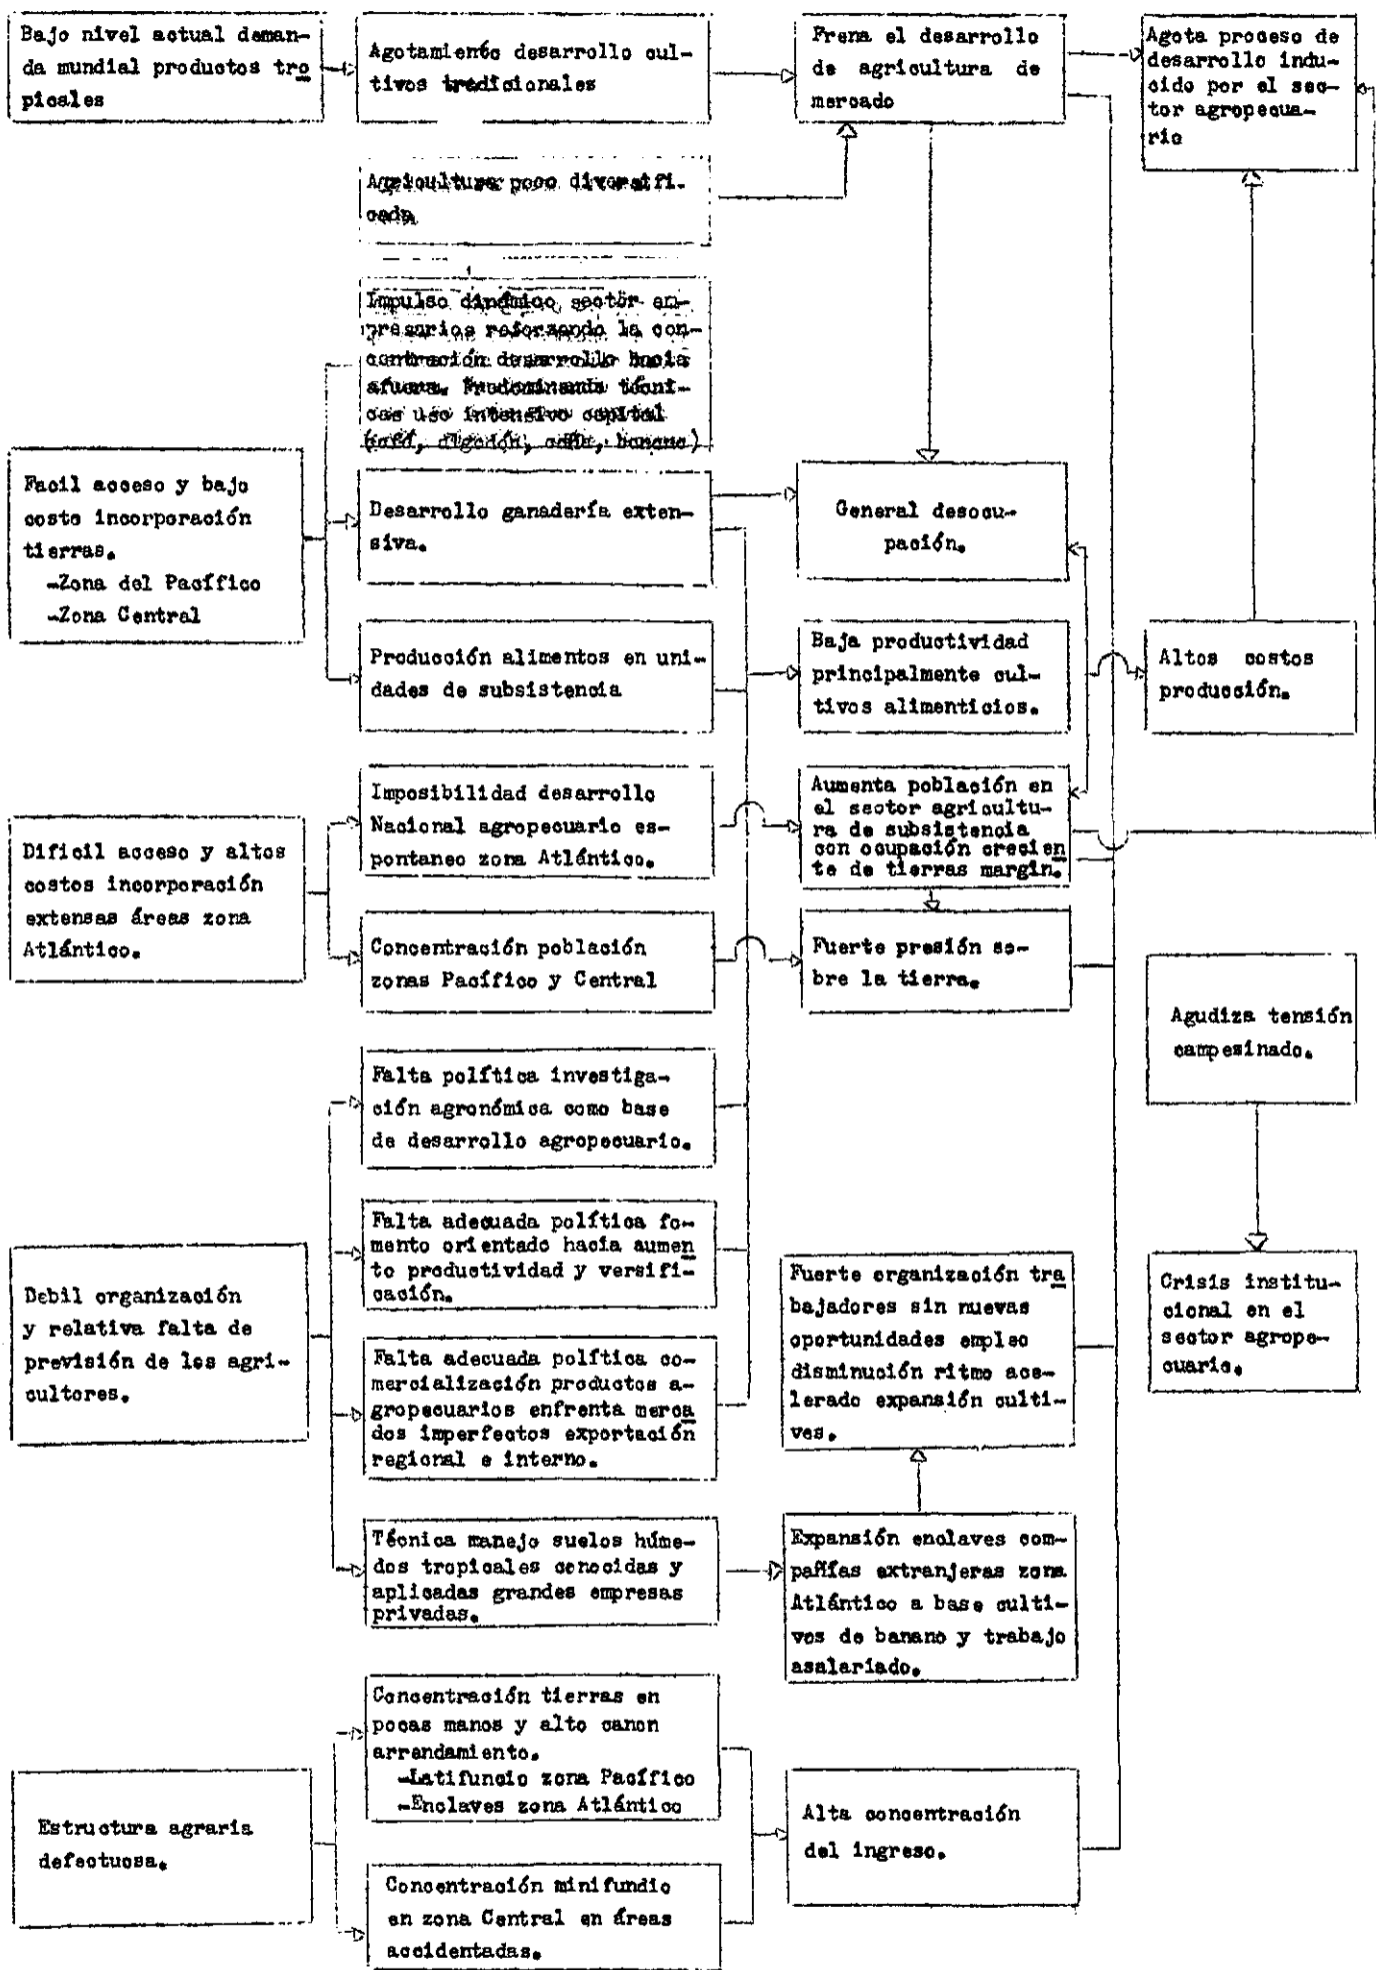 Bajo nivel actual deman-
da mundial productos tro
picales
Agotamiento desarrollo cul-
tivos tradicionales
Frena el desarrollo
de agricultura de
mercado
Agota proceso de
desarrollo indu-
cido por el sec-
tor agropecua-
rio
Agricultura poco diversifi-
cada
Impulso dinámico sector em-
presarios reforzando la con-
centración desarrollo hacia
afuera. Predominando técni-
cas uso intensivo capital
(café, algodón, caña, banano)
Facil acceso y bajo
costo incorporación
tierras.
-Zona del Pacífico
-Zona Central
Desarrollo ganadería exten-
siva.
General desocu-
pación.
Producción alimentos en uni-
dades de subsistencia
Baja productividad
principalmente cul-
tivos alimenticios.
Altos costos
producción.
Dificil acceso y altos
costos incorporación
extensas áreas zona
Atlántico.
Imposibilidad desarrollo
Nacional agropecuario es-
pontaneo zona Atlántico.
Aumenta población en
el sector agricultu-
ra de subsistencia
con ocupación crecien
te de tierras margin.
Concentración población
zonas Pacífico y Central
Fuerte presión so-
bre la tierra.
Agudiza tensión
campesinado.
Falta política investiga-
ción agronómica como base
de desarrollo agropecuario.
Debil organización
y relativa falta de
previsión de los agri-
cultores.
Falta adecuada política fo-
mento orientado hacia aumen
to productividad y versifi-
cación.
Fuerte organización tra
bajadores sin nuevas
oportunidades empleo
disminución ritmo ace-
lerado expansión culti-
vos.
Crisis institu-
cional en el
sector agrope-
cuario.
Falta adecuada política co-
mercialización productos a-
gropecuarios enfrenta merca
dos imperfectos exportación
regional e interno.
Técnica manejo suelos húme-
dos tropicales conocidas y
aplicadas grandes empresas
privadas.
Expansión enclaves com-
pañías extranjeras zona
Atlántico a base culti-
vos de banano y trabajo
asalariado.
Estructura agraria
defectuosa.
Concentración tierras en
pocas manos y alto canon
arrendamiento.
-Latifuncio zona Pacífico
-Enclaves zona Atlántico
Alta concentración
del ingreso.
Concentración minifundio
en zona Central en áreas
accidentadas.